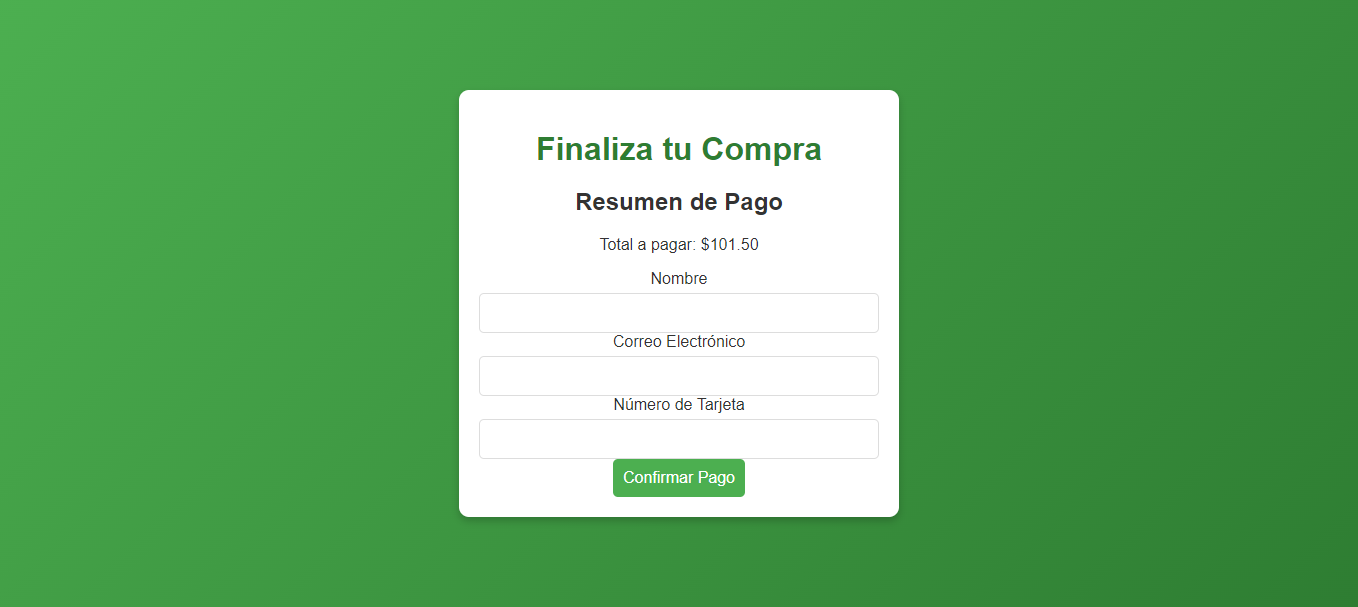 Finaliza tu Compra
Resumen de Pago
Total a pagar: $101.50
Nombre
Correo Electrónico
Número de Tarjeta
Confirmar Pago